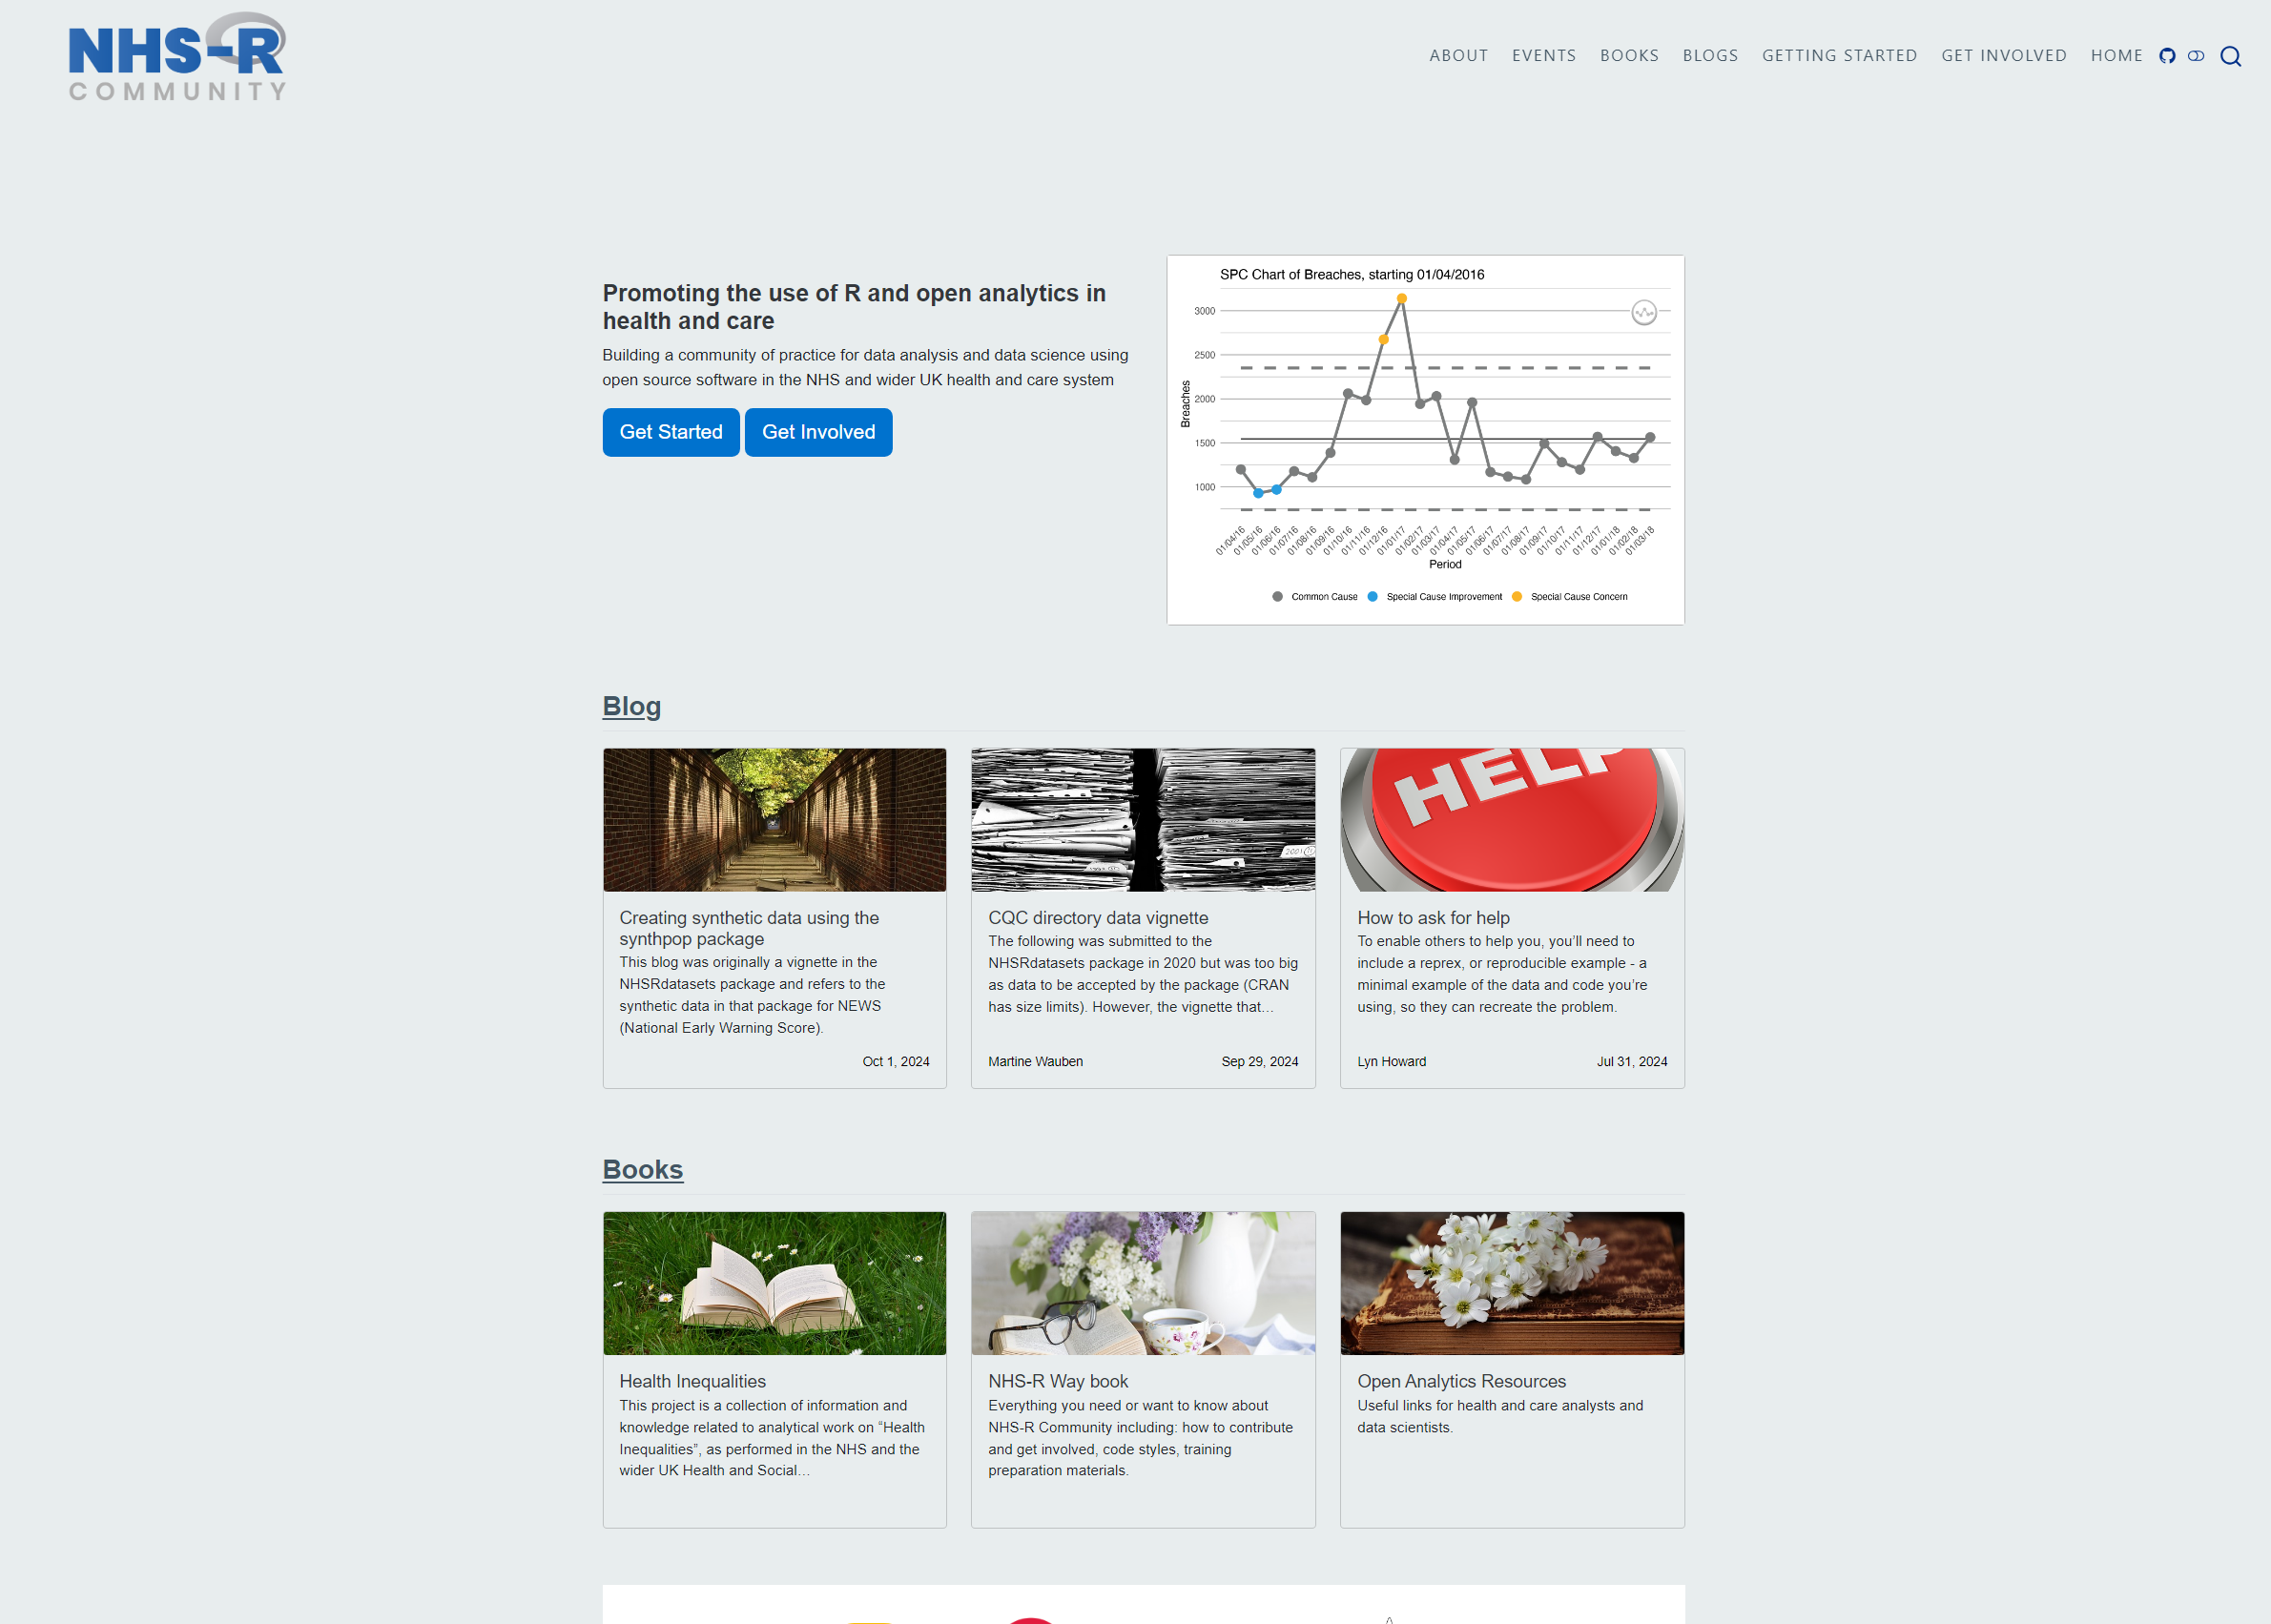 NHS-R
COMMUNITY
ABOUT EVENTS BOOKS BLOGS GETTING STARTED GET INVOLVED HOME
Promoting the use of R and open analytics in
health and care
Building a community of practice for data analysis and data science using
open source software in the NHS and wider UK health and care system
Get Started Get Involved
SPC Chart of Breaches, starting 01/04/2016
Breaches
3000
2500
2000
1500
1000
01/04/16 01/05/16 01/06/16 01/07/16 01/08/16 01/09/16 01/10/16 01/11/16 01/12/16 01/01/17 01/02/17 01/03/17 01/04/17 01/05/17 01/06/17 01/07/17 01/08/17 01/09/17 01/10/17 01/11/17 01/12/17 01/01/18 01/02/18 01/03/18
Period
Common Cause Special Cause Improvement Special Cause Concern
Blog
Creating synthetic data using the
synthpop package
This blog was originally a vignette in the
NHSRdatasets package and refers to the
synthetic data in that package for NEWS
(National Early Warning Score).
Oct 1, 2024
2001
CQC directory data vignette
The following was submitted to the
NHSRdatasets package in 2020 but was too big
as data to be accepted by the package (CRAN
has size limits). However, the vignette that…
Martine Wauben Sep 29, 2024
HELP
How to ask for help
To enable others to help you, you’ll need to
include a reprex, or reproducible example - a
minimal example of the data and code you’re
using, so they can recreate the problem.
Lyn Howard Jul 31, 2024
Books
Health Inequalities
This project is a collection of information and
knowledge related to analytical work on “Health
Inequalities”, as performed in the NHS and the
wider UK Health and Social…
NHS-R Way book
Everything you need or want to know about
NHS-R Community including: how to contribute
and get involved, code styles, training
preparation materials.
Open Analytics Resources
Useful links for health and care analysts and
data scientists.